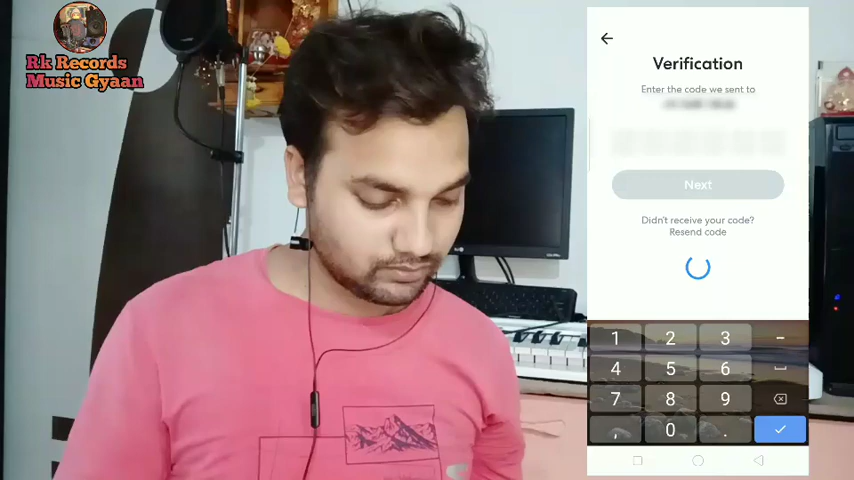 Rk Records
Music Gyaan
Verification
Enter the code we sent to
Next
Didn't receive your code?
Resend code
1 2 3 -
4 5 6
7 8 9
, 0 .
LG